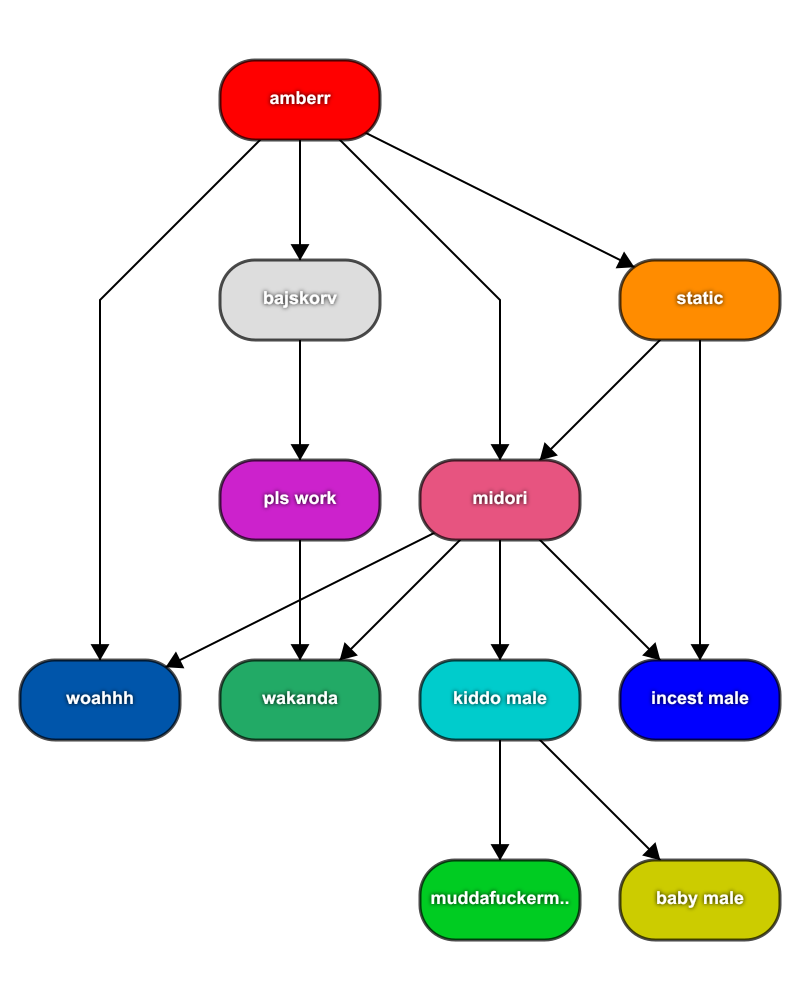 amberr
bajskorv
static
pls work
midori
woahhh
wakanda
kiddo male
incest male
muddafuckerm..
baby male